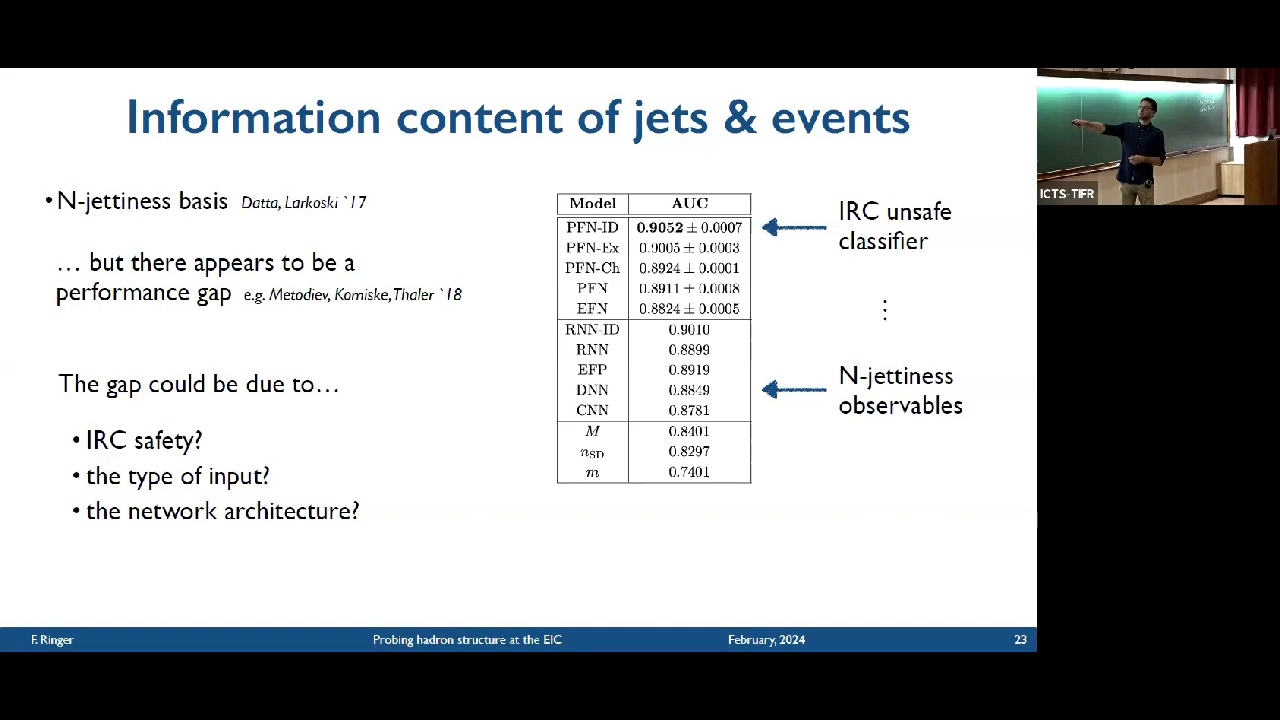 Information content of jets & events
• N-jettiness basis Datta, Larkoski `17
… but there appears to be a
performance gap e.g. Metodiev, Komiske, Thaler `18
The gap could be due to…
• IRC safety?
• the type of input?
• the network architecture?
Model AUC
PFN-ID 0.9052 ± 0.0007
PFN-Ex 0.9005 ± 0.0003
PFN-Ch 0.8924 ± 0.0001
PFN 0.8911 ± 0.0008
EFN 0.8824 ± 0.0005
RNN-ID 0.9010
RNN 0.8899
EFP 0.8919
DNN 0.8849
CNN 0.8781
M 0.8401
nSD 0.8297
m 0.7401
IRC unsafe
classifier
⋮
N-jettiness
observables
ICTS-TIFR
F. Ringer Probing hadron structure at the EIC February, 2024 23